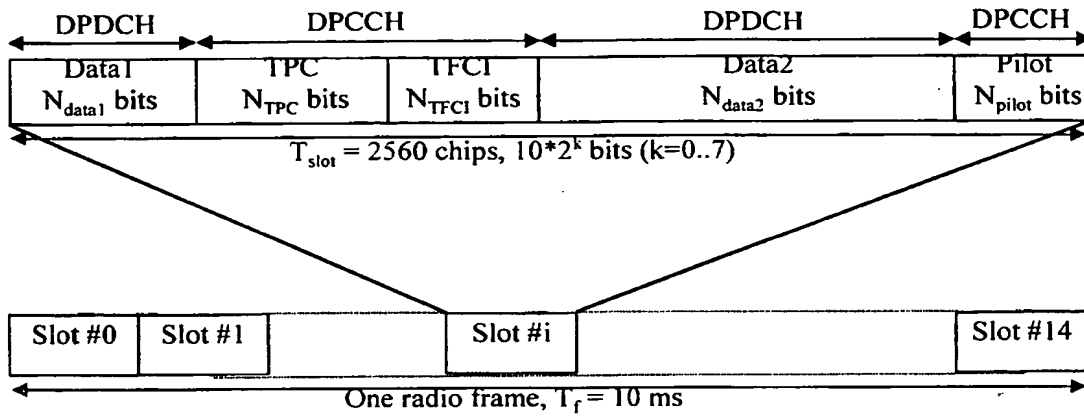 DPDCH DPCCH DPDCH DPCCH
Data1 TPC TFCI Data2 Pilot
N_data1 bits N_TPC bits N_TFCI bits N_data2 bits N_pilot bits
T_slot = 2560 chips, 10*2^k bits (k=0..7)
Slot #0 Slot #1 Slot #i Slot #14
One radio frame, T_f = 10 ms